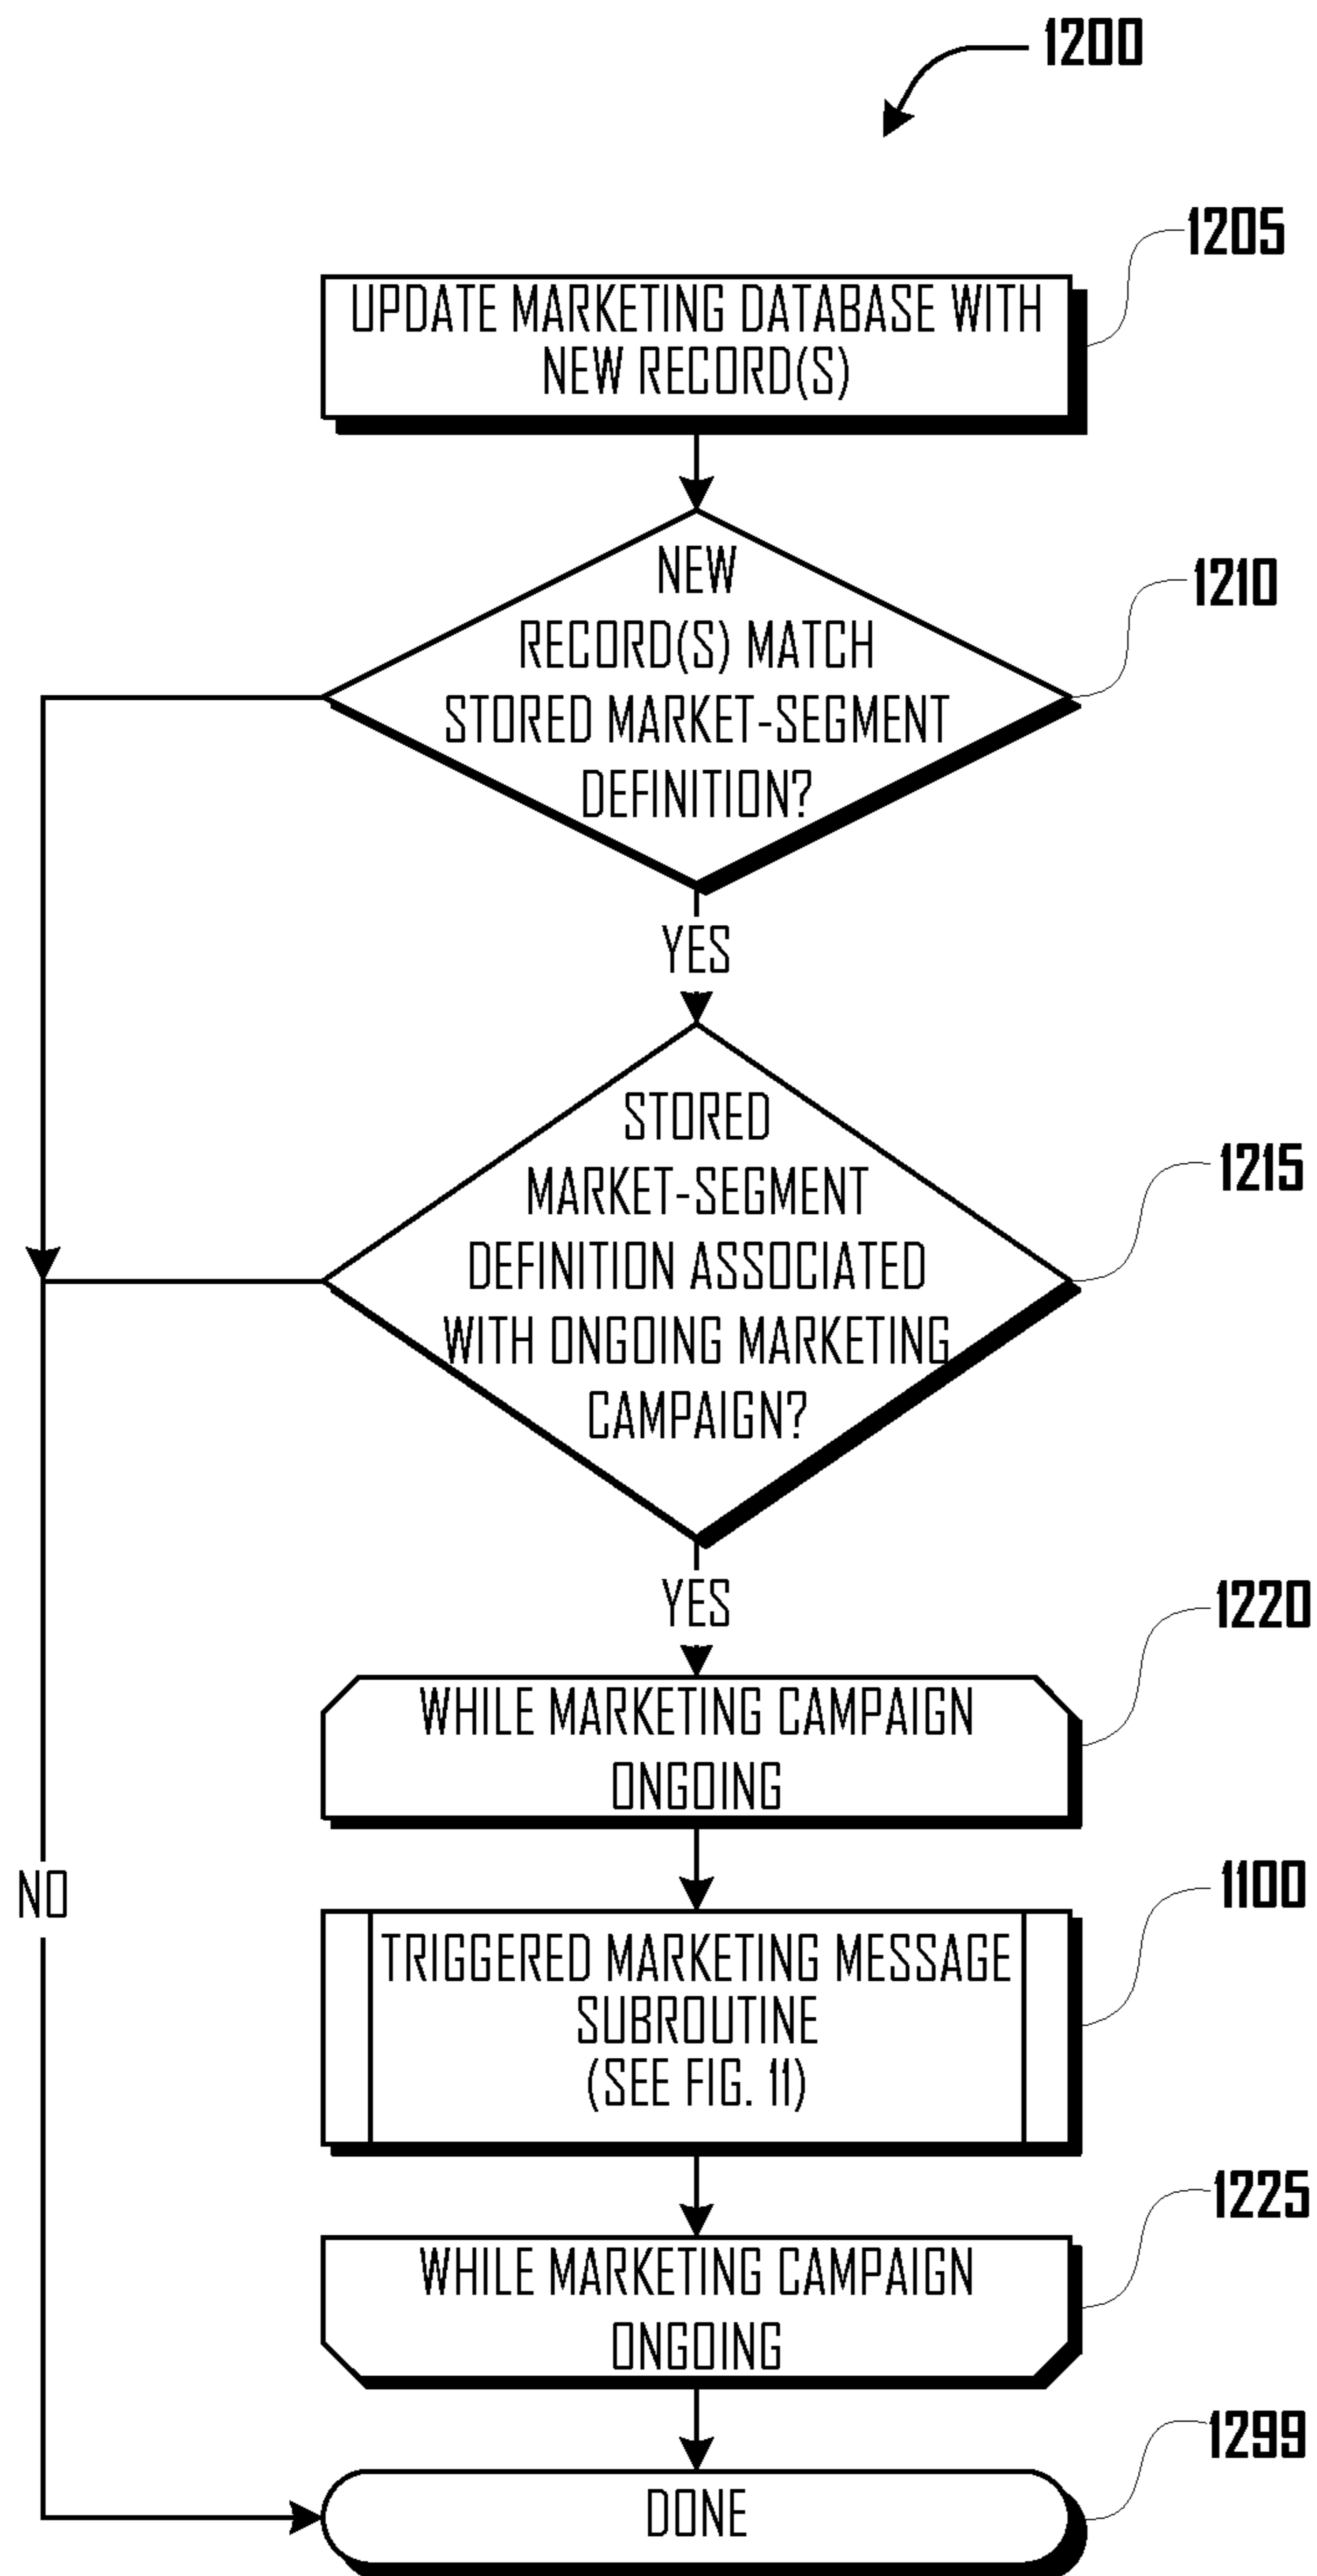 1200
1205
UPDATE MARKETING DATABASE WITH
NEW RECORD(S)
1210
NEW
RECORD(S) MATCH
STORED MARKET-SEGMENT
DEFINITION?
YES
1215
STORED
MARKET-SEGMENT
DEFINITION ASSOCIATED
WITH ONGOING MARKETING
CAMPAIGN?
YES
1220
WHILE MARKETING CAMPAIGN
ONGOING
NO
1100
TRIGGERED MARKETING MESSAGE
SUBROUTINE
(SEE FIG. 11)
1225
WHILE MARKETING CAMPAIGN
ONGOING
1299
DONE